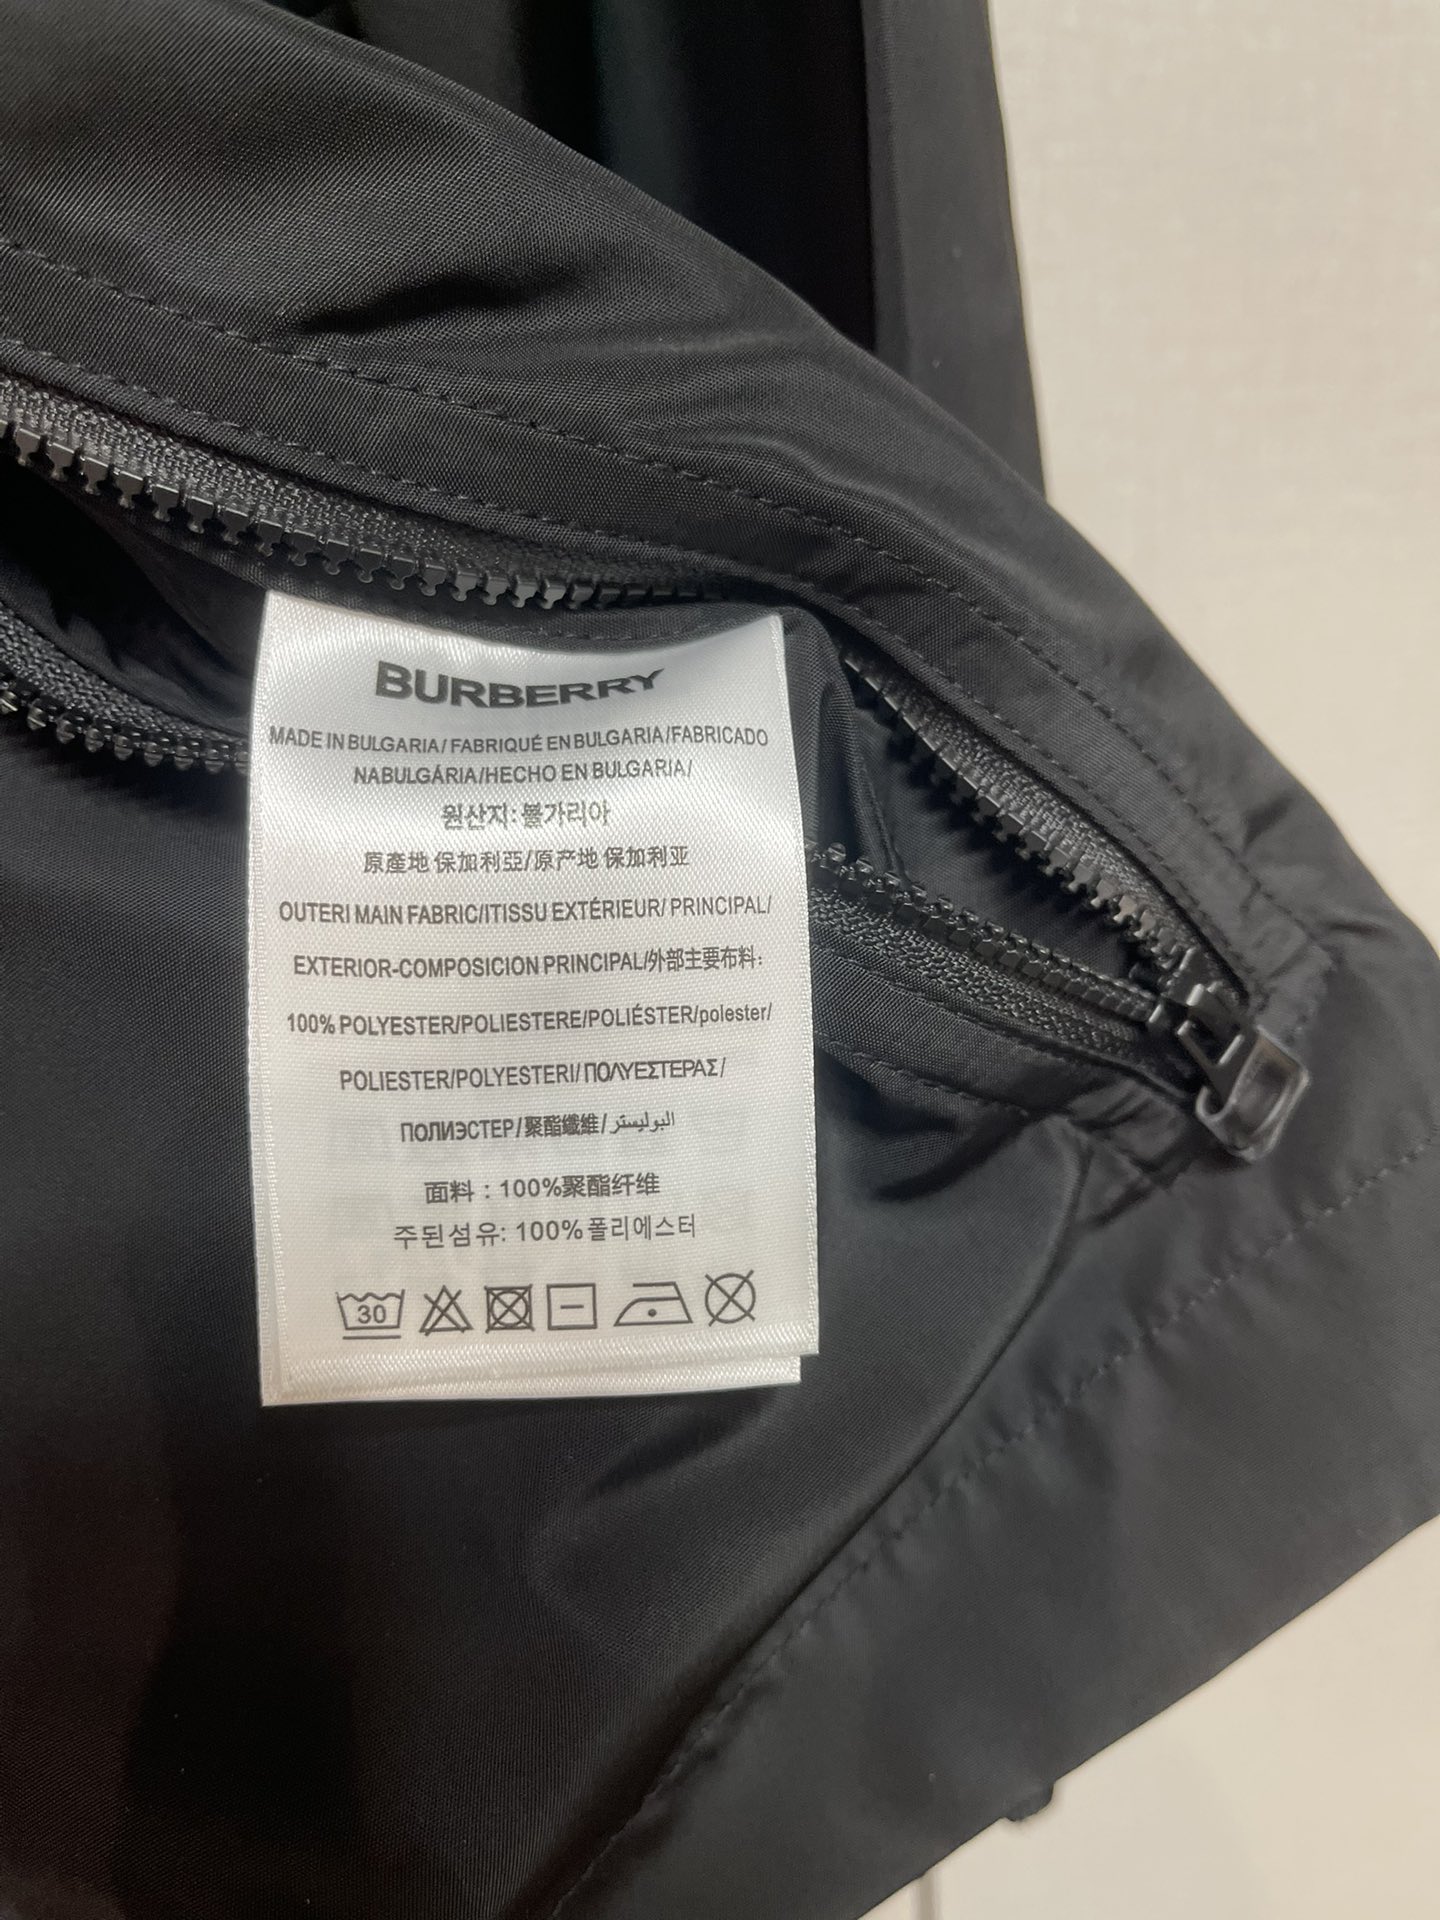 BURBERRY
MADE IN BULGARIA/ FABRIQUÉ EN BULGARIA /FABRICADO
NABULGÁRIA/HECHO EN BULGARIA/
원산지: 불가리아
原產地 保加利亞/原产地 保加利亚
OUTERI MAIN FABRIC/ITISSU EXTÉRIEUR/ PRINCIPAL/
EXTERIOR-COMPOSICION PRINCIPAL/外部主要布料:
100% POLYESTER/POLIESTERE/POLIÉSTER/polester/
POLIESTER/POLYESTERI/ ΠΟΛΥΕΣΤΕΡΑΣ /
ПОЛИЭСТЕР/聚酯纖維/ البوليستر
面料 : 100%聚酯纤维
주된섬유: 100%폴리에스터
30